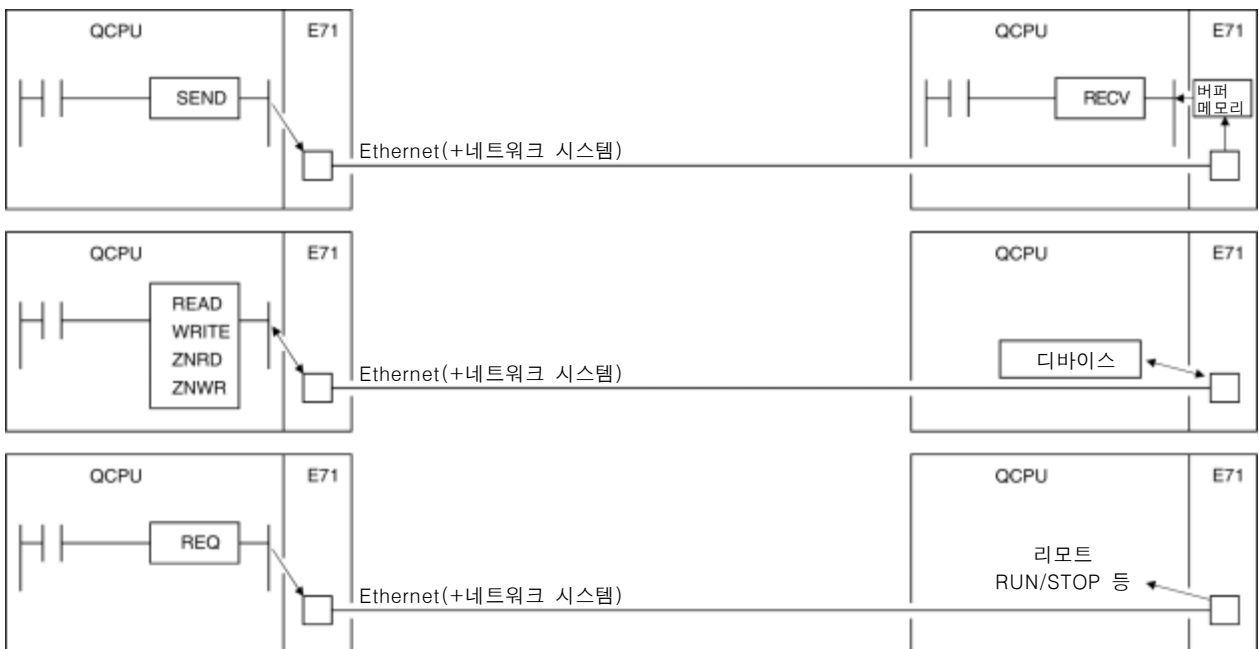 QCPU
E71
QCPU
E71
SEND
RECV
버퍼
메모리
Ethernet(+네트워크 시스템)
QCPU
E71
QCPU
E71
READ
WRITE
ZNRD
ZNWR
디바이스
Ethernet(+네트워크 시스템)
QCPU
E71
QCPU
E71
REQ
리모트
RUN/STOP 등
Ethernet(+네트워크 시스템)